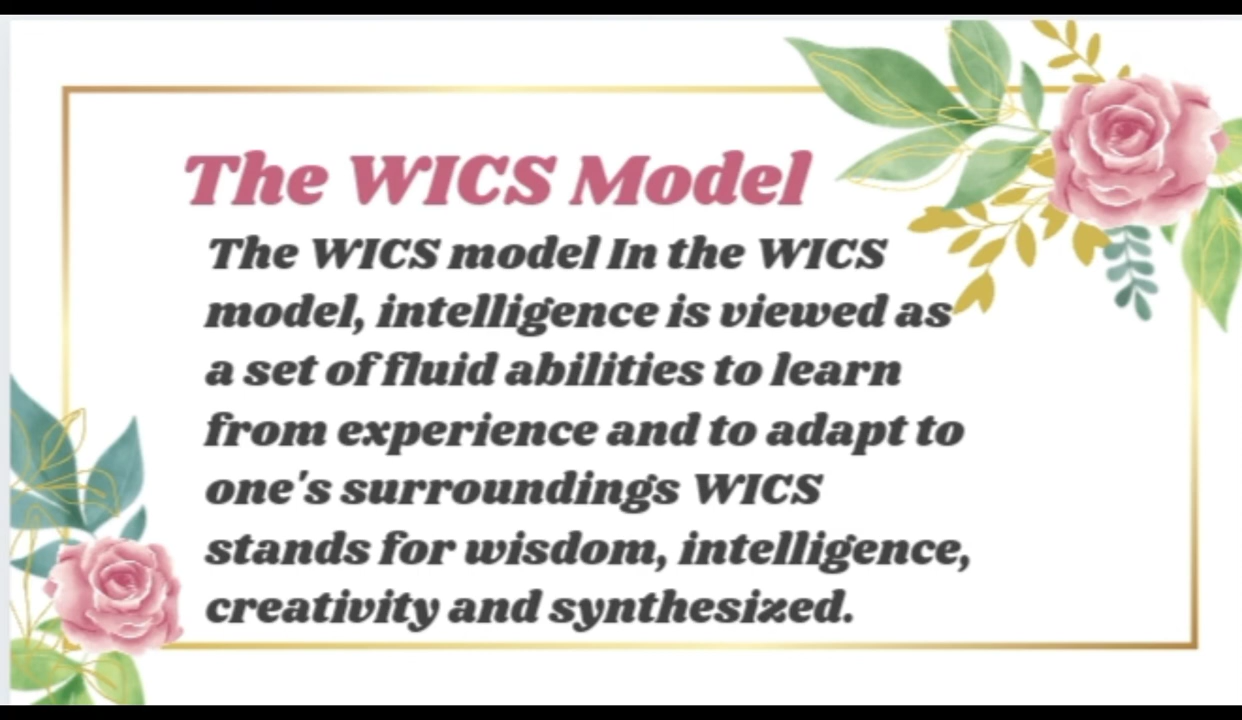 The WICS Model
The WICS model In the WICS
model, intelligence is viewed as
a set of fluid abilities to learn
from experience and to adapt to
one's surroundings WICS
stands for wisdom, intelligence,
creativity and synthesized.